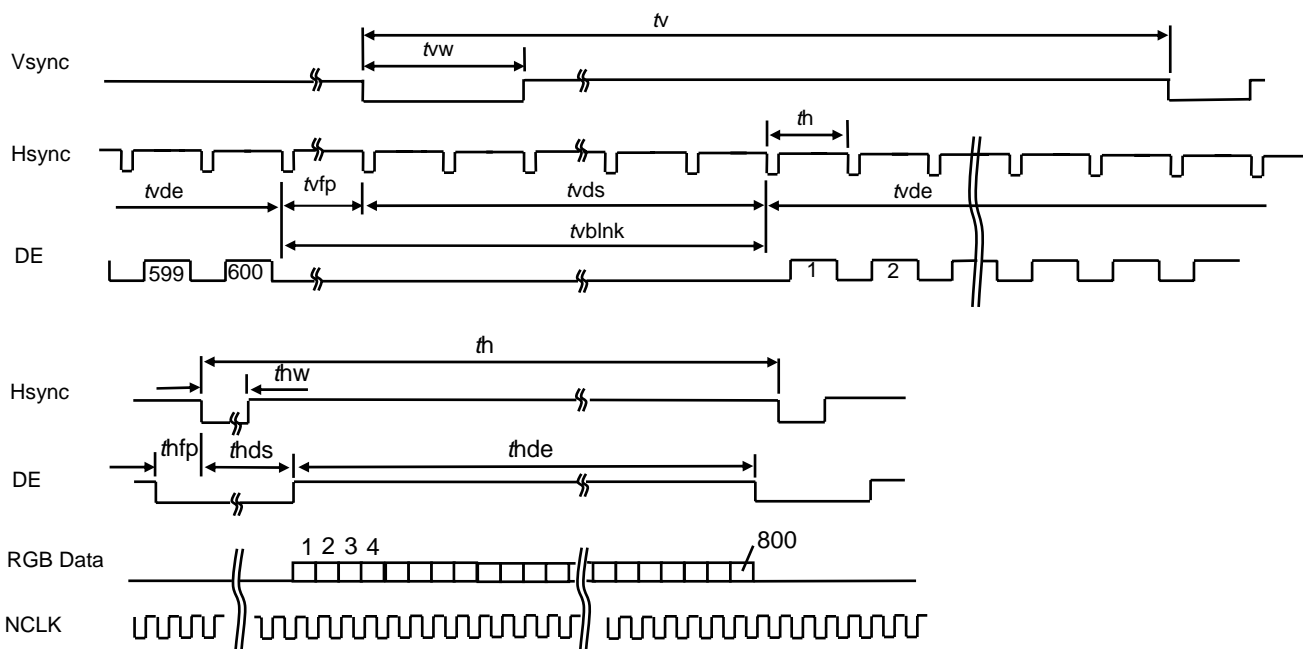 tv
tvw
Vsync
th
Hsync
tvde
tvfp
tvds
tvde
tvblnk
DE
599
600
1
2
th
thw
Hsync
thfp
thds
thde
DE
1 2 3 4
800
RGB Data
NCLK